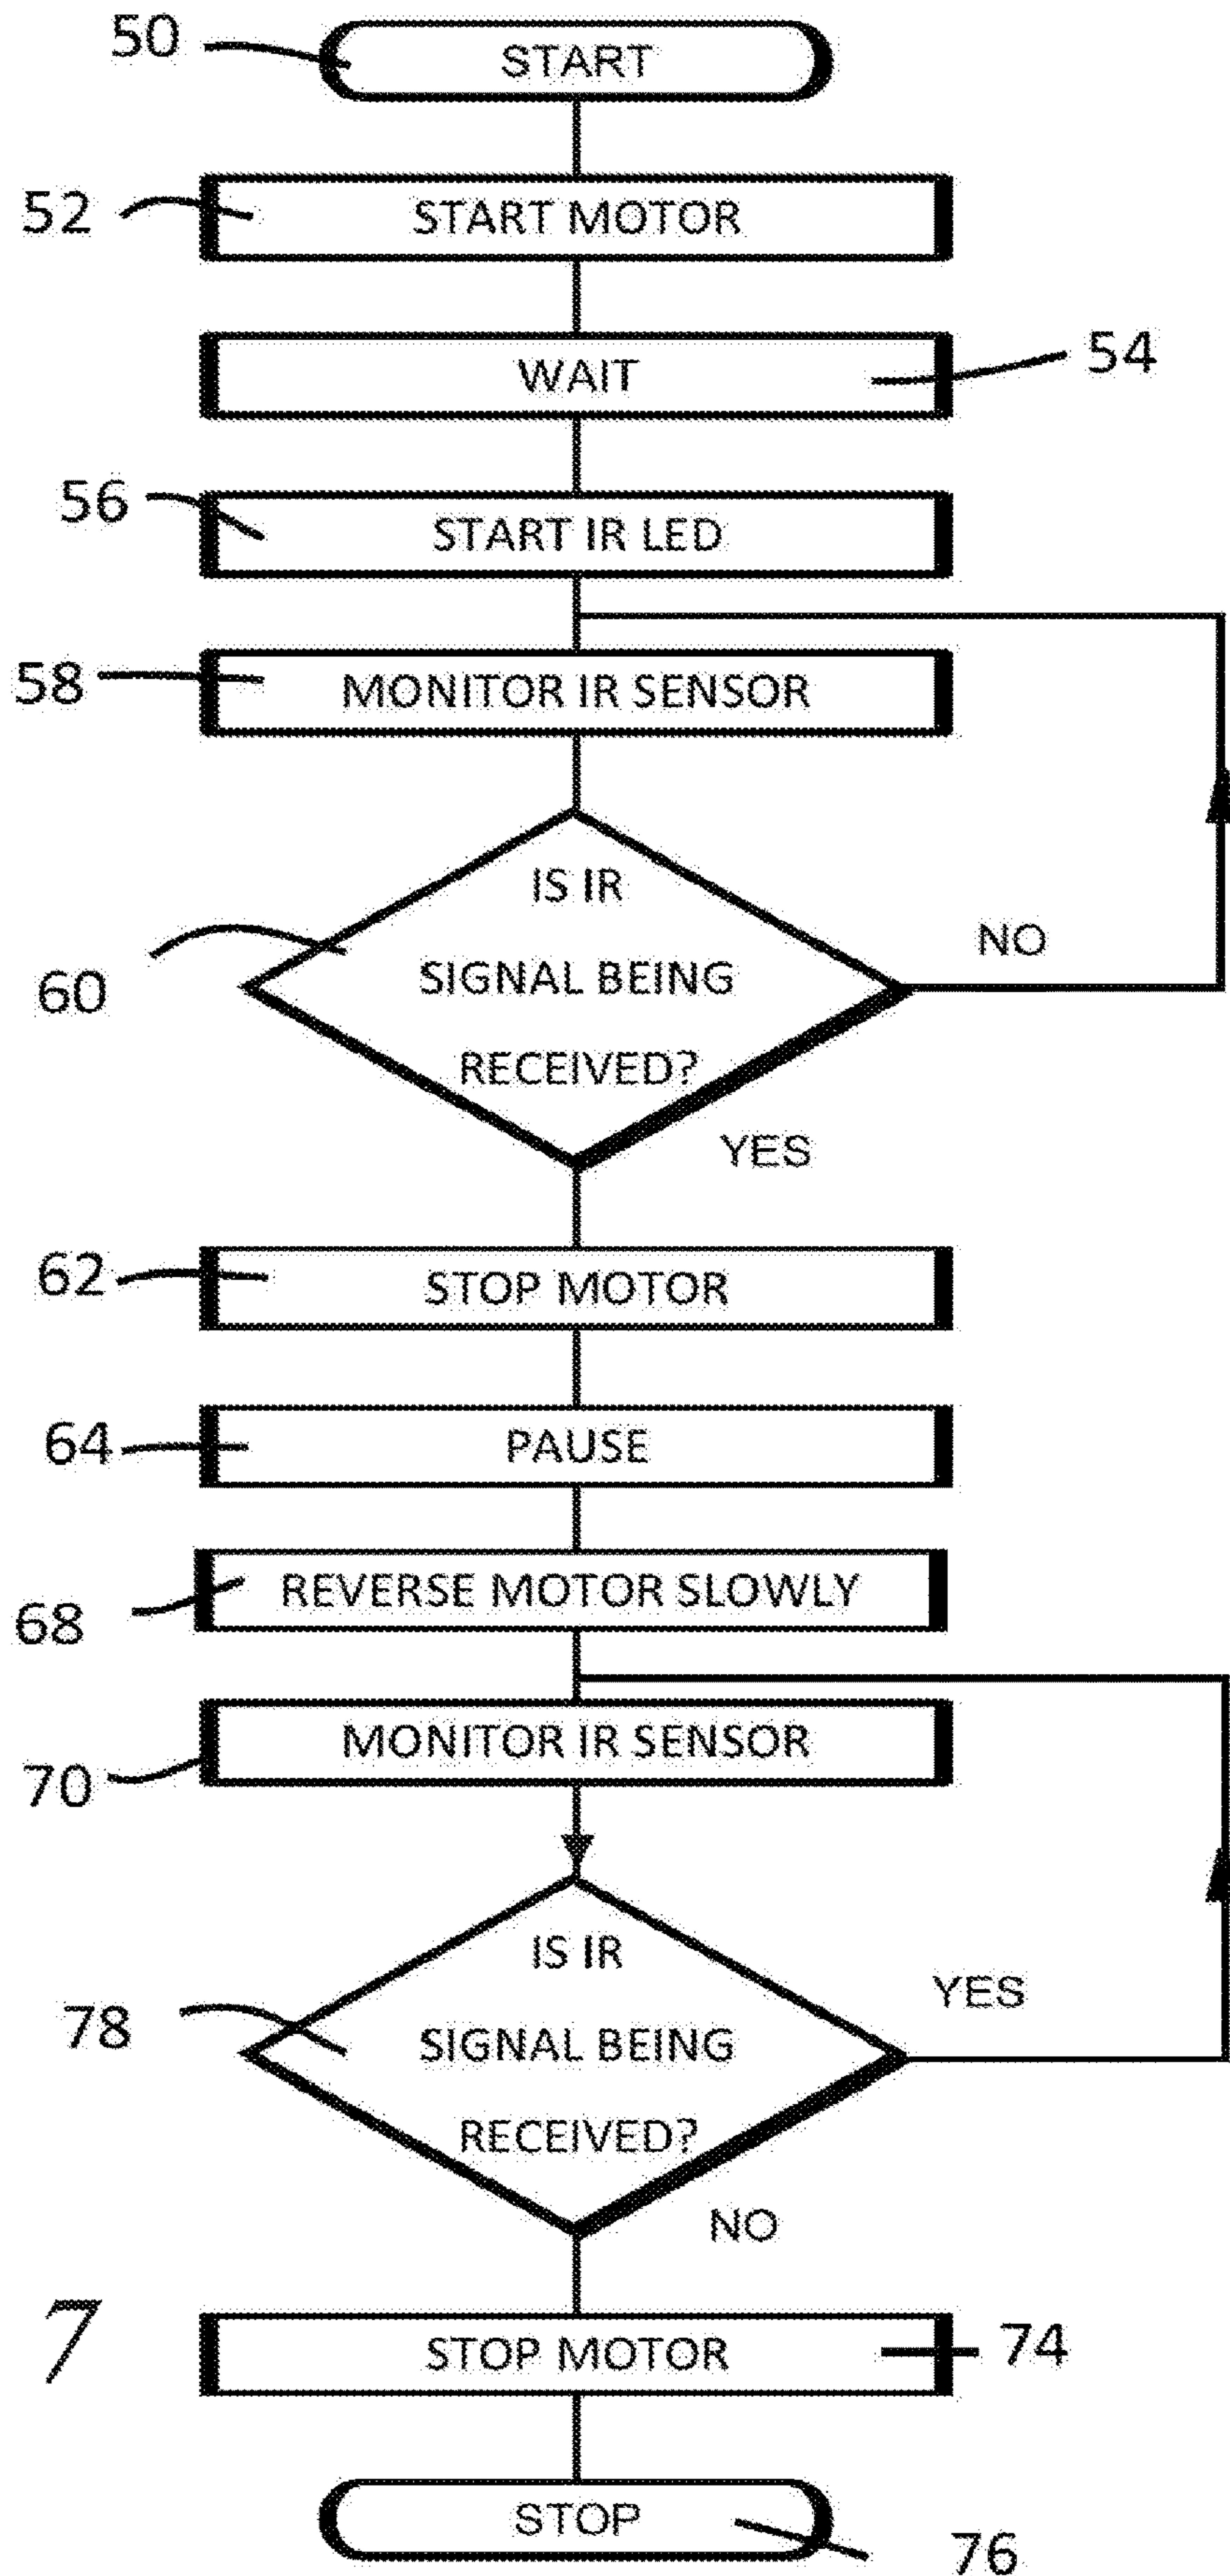 50
START
52
START MOTOR
WAIT
54
56
START IR LED
58
MONITOR IR SENSOR
60
IS IR
SIGNAL BEING
RECEIVED?
NO
YES
62
STOP MOTOR
64
PAUSE
68
REVERSE MOTOR SLOWLY
70
MONITOR IR SENSOR
78
IS IR
SIGNAL BEING
RECEIVED?
YES
NO
7
STOP MOTOR
74
STOP
76